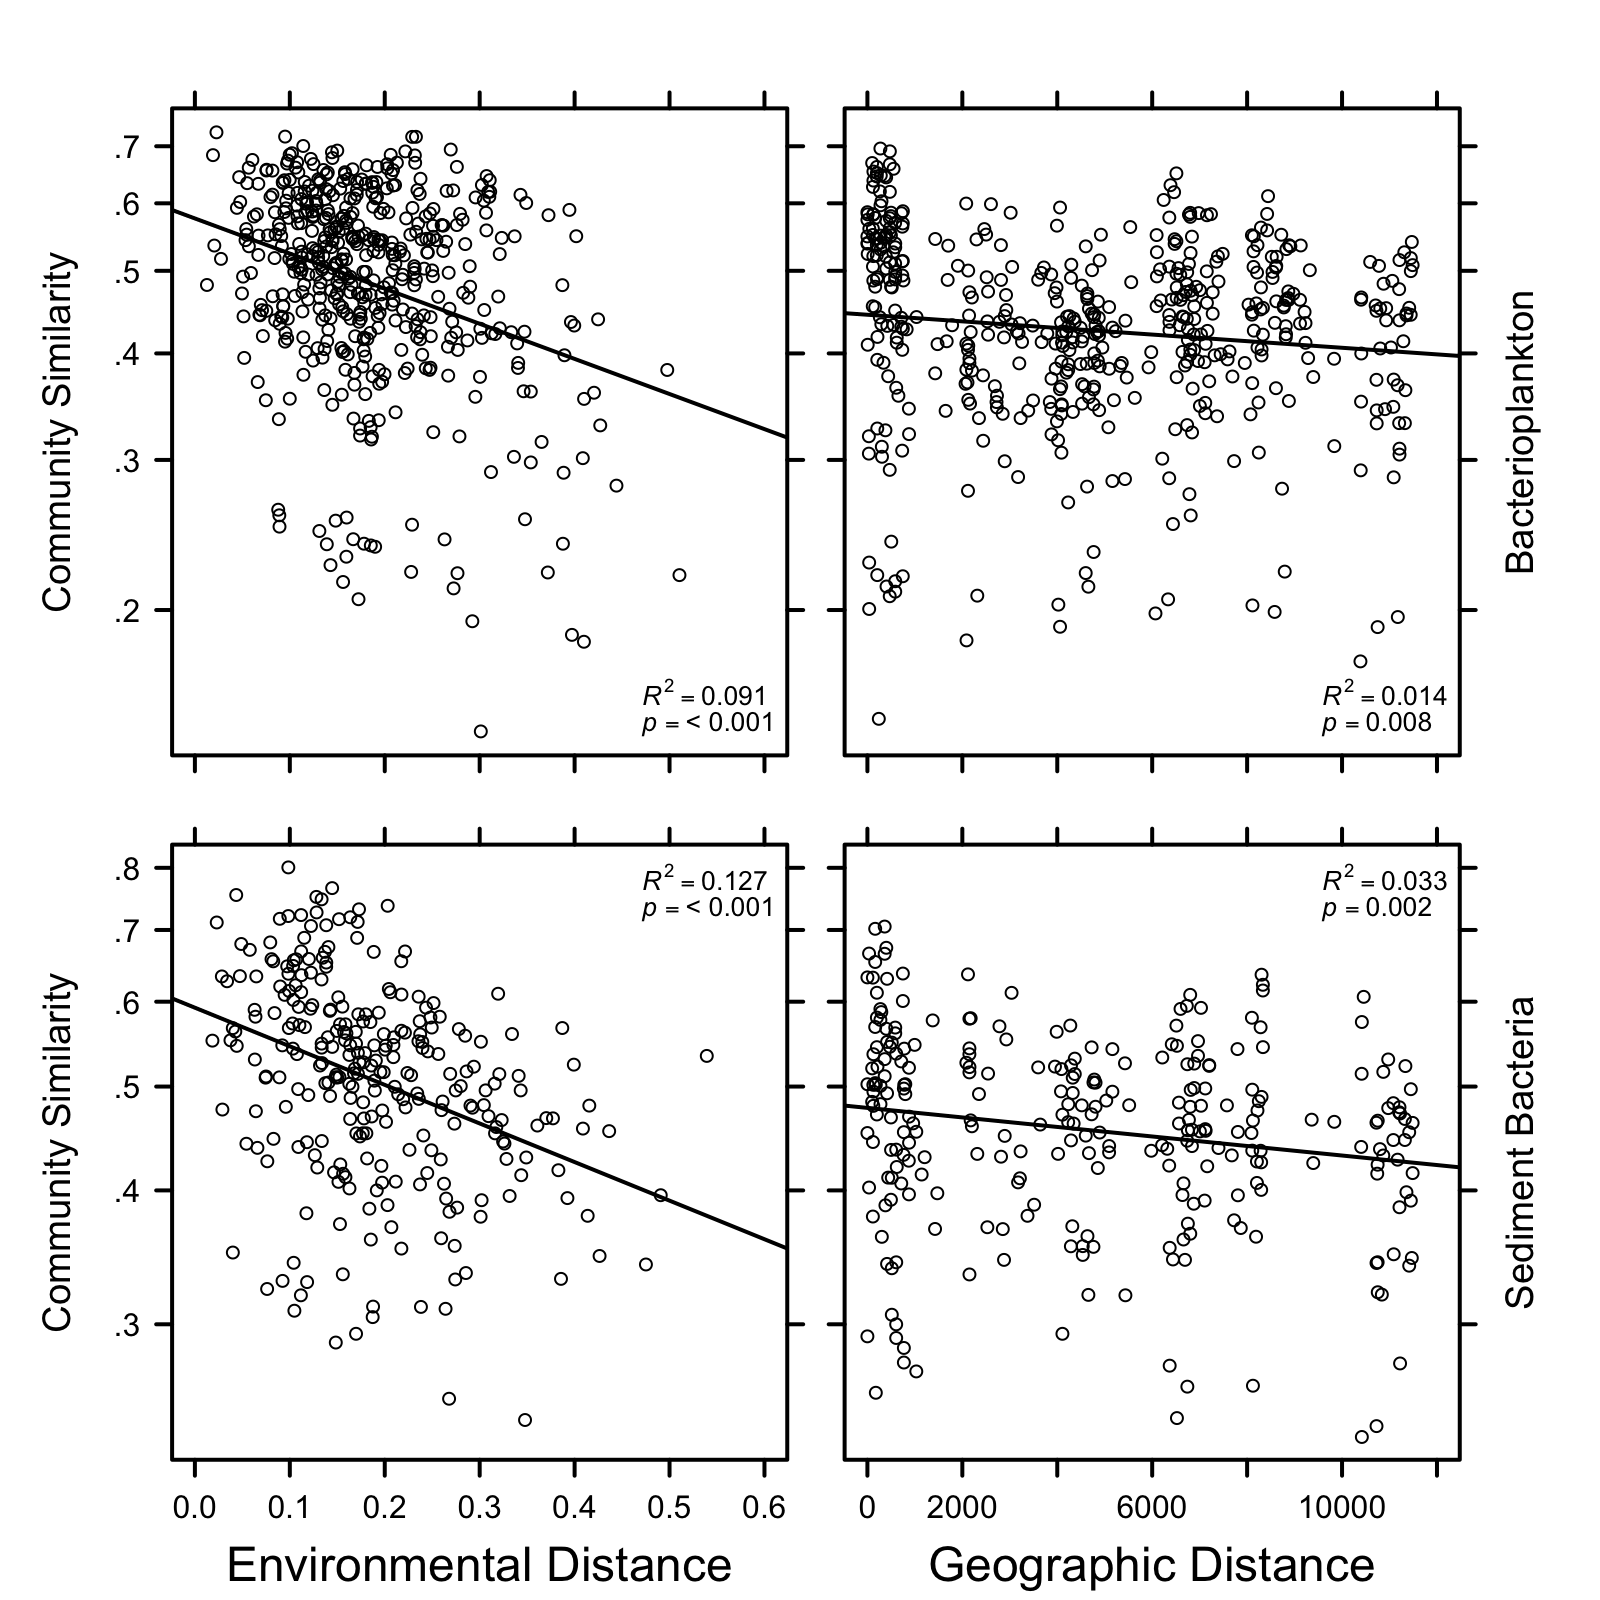 .7
.6
.5
.4
.3
.2
Community Similarity
R2 = 0.091
p = < 0.001
R2 = 0.014
p = 0.008
Bacterioplankton
.8
.7
.6
.5
.4
.3
Community Similarity
R2 = 0.127
p = < 0.001
R2 = 0.033
p = 0.002
Sediment Bacteria
0.0 0.1 0.2 0.3 0.4 0.5 0.6
0 2000 6000 10000
Environmental Distance
Geographic Distance